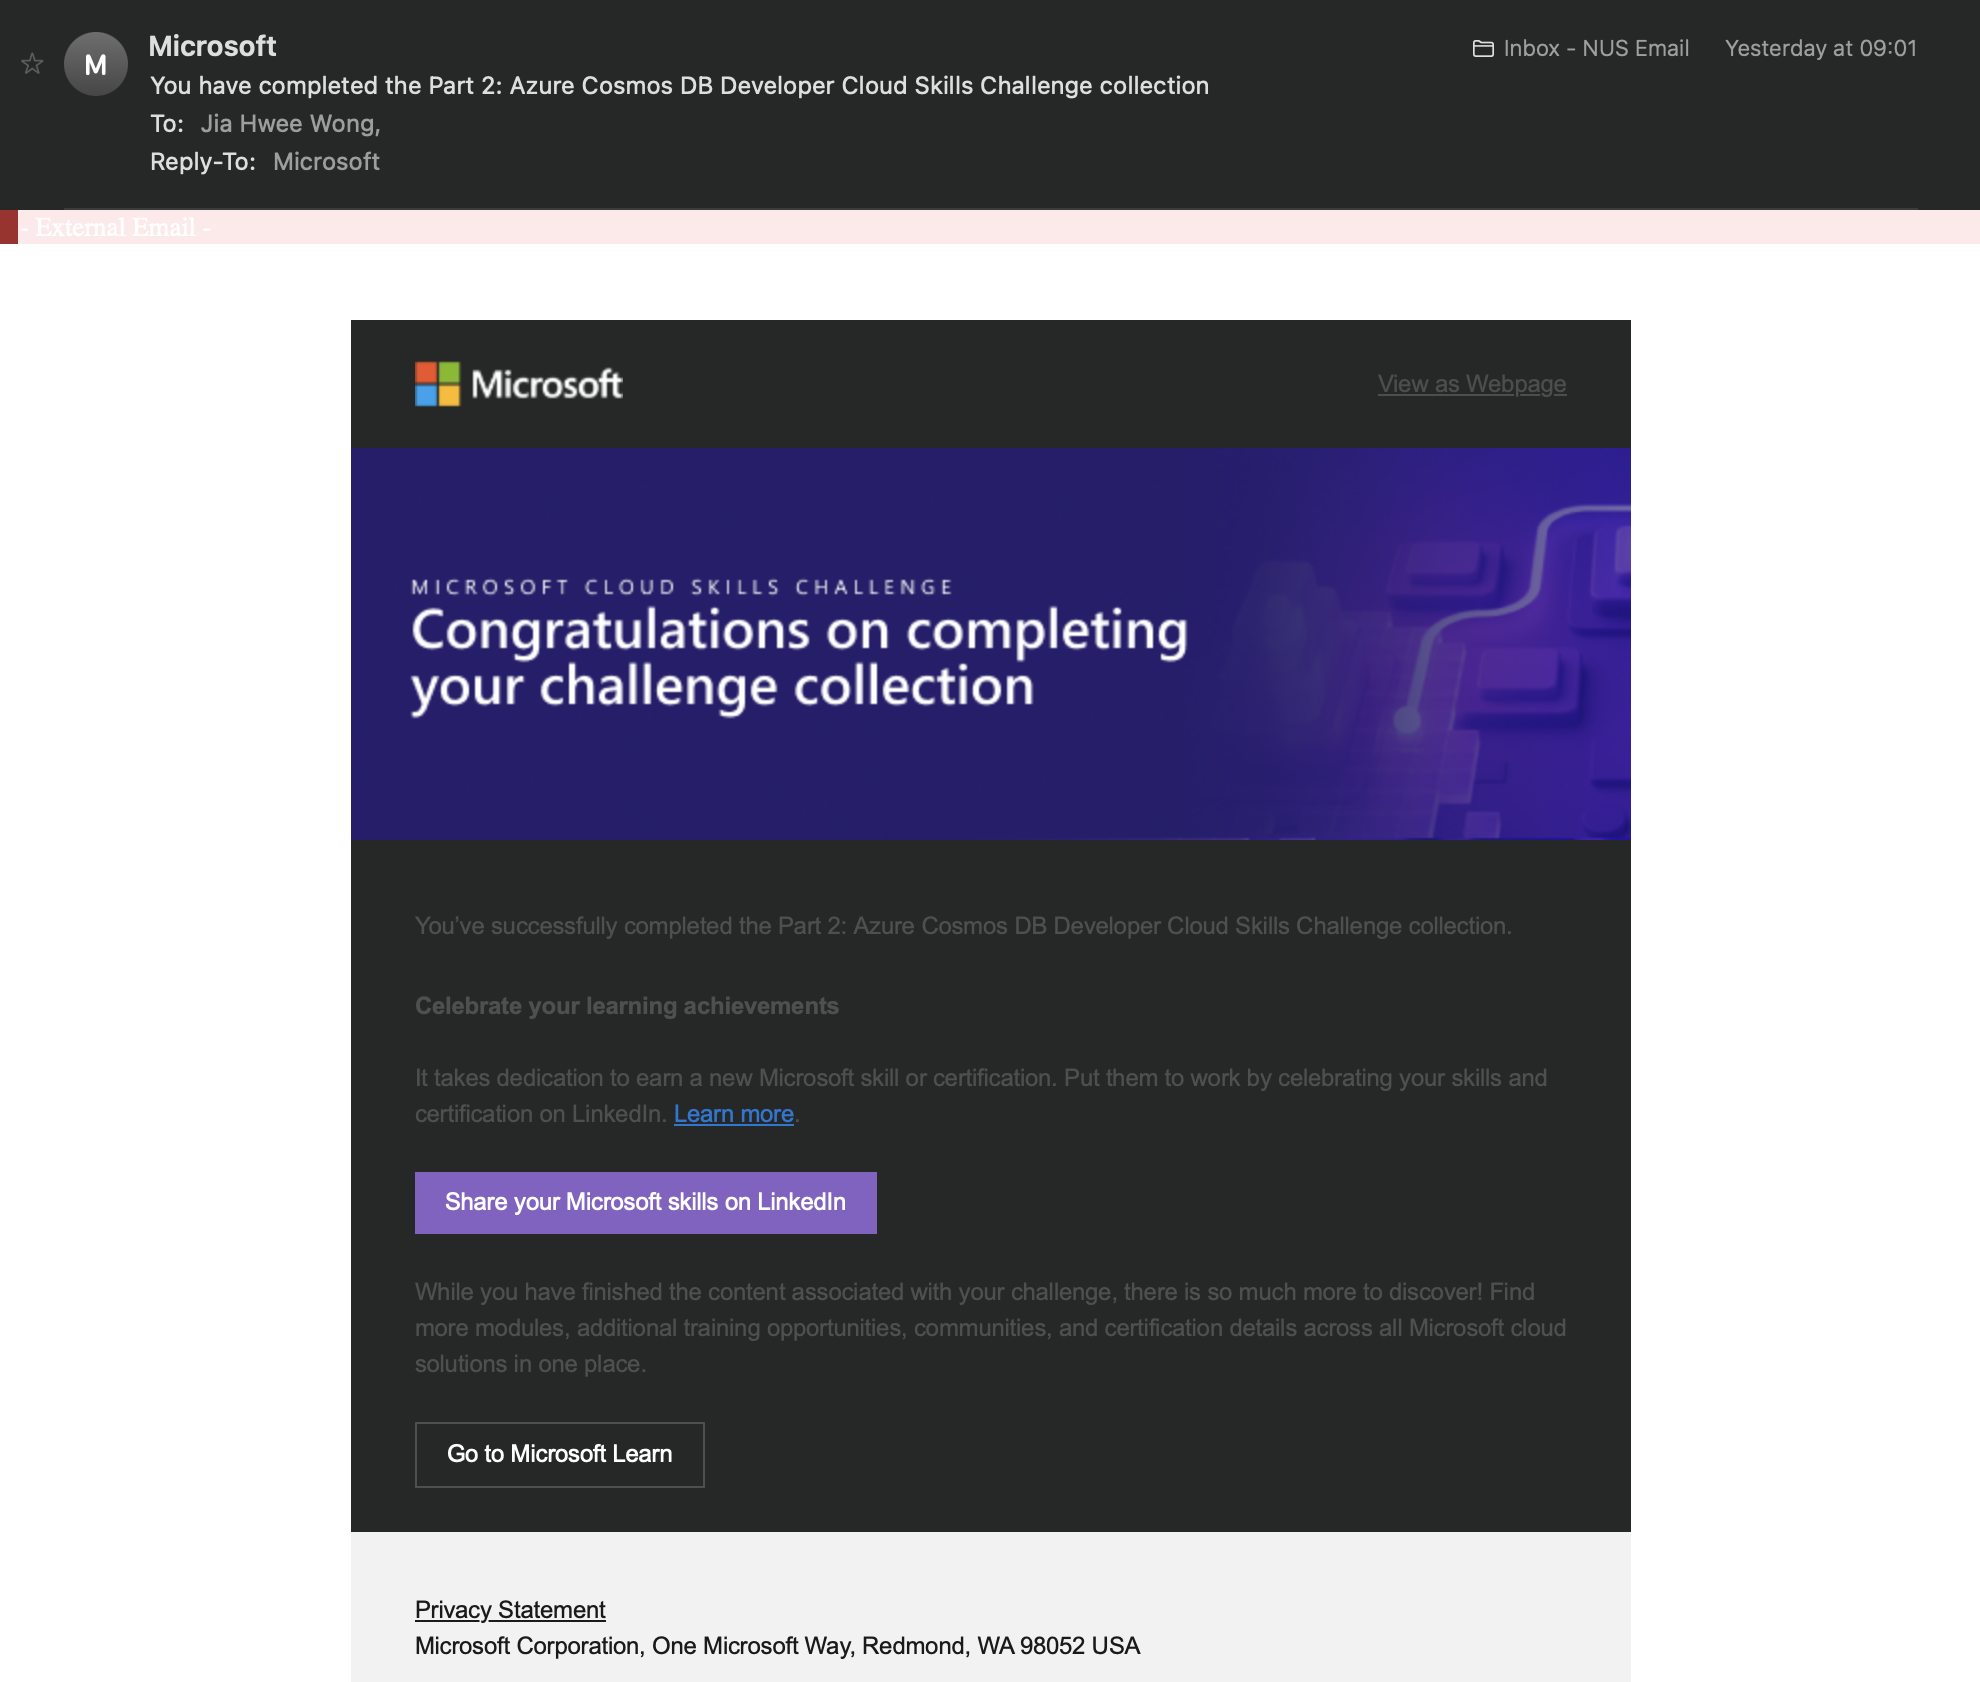 Microsoft
Inbox - NUS Email Yesterday at 09:01
M
You have completed the Part 2: Azure Cosmos DB Developer Cloud Skills Challenge collection
To: Jia Hwee Wong,
Reply-To: Microsoft
- External Email -
Microsoft
View as Webpage
MICROSOFT CLOUD SKILLS CHALLENGE
Congratulations on completing
your challenge collection
You've successfully completed the Part 2: Azure Cosmos DB Developer Cloud Skills Challenge collection.
Celebrate your learning achievements
It takes dedication to earn a new Microsoft skill or certification. Put them to work by celebrating your skills and
certification on LinkedIn. Learn more.
Share your Microsoft skills on LinkedIn
While you have finished the content associated with your challenge, there is so much more to discover! Find
more modules, additional training opportunities, communities, and certification details across all Microsoft cloud
solutions in one place.
Go to Microsoft Learn
Privacy Statement
Microsoft Corporation, One Microsoft Way, Redmond, WA 98052 USA